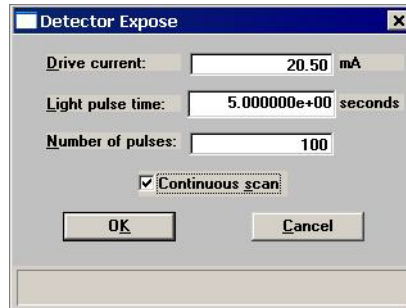 Detector Expose
Drive current: 20.50 mA
Light pulse time: 5.000000e+00 seconds
Number of pulses: 100
Continuous scan
OK Cancel